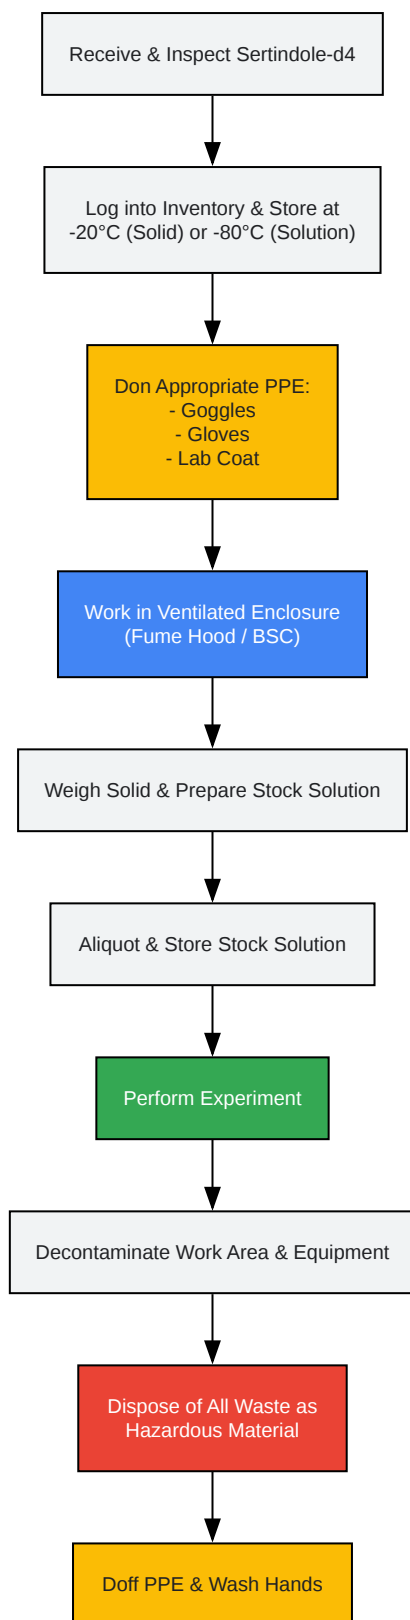 Receive & Inspect Sertindole-d4
Log into Inventory & Store at
-20°C (Solid) or -80°C (Solution)
Don Appropriate PPE:
- Goggles
- Gloves
- Lab Coat
Work in Ventilated Enclosure
(Fume Hood / BSC)
Weigh Solid & Prepare Stock Solution
Aliquot & Store Stock Solution
Perform Experiment
Decontaminate Work Area & Equipment
Dispose of All Waste as
Hazardous Material
Doff PPE & Wash Hands